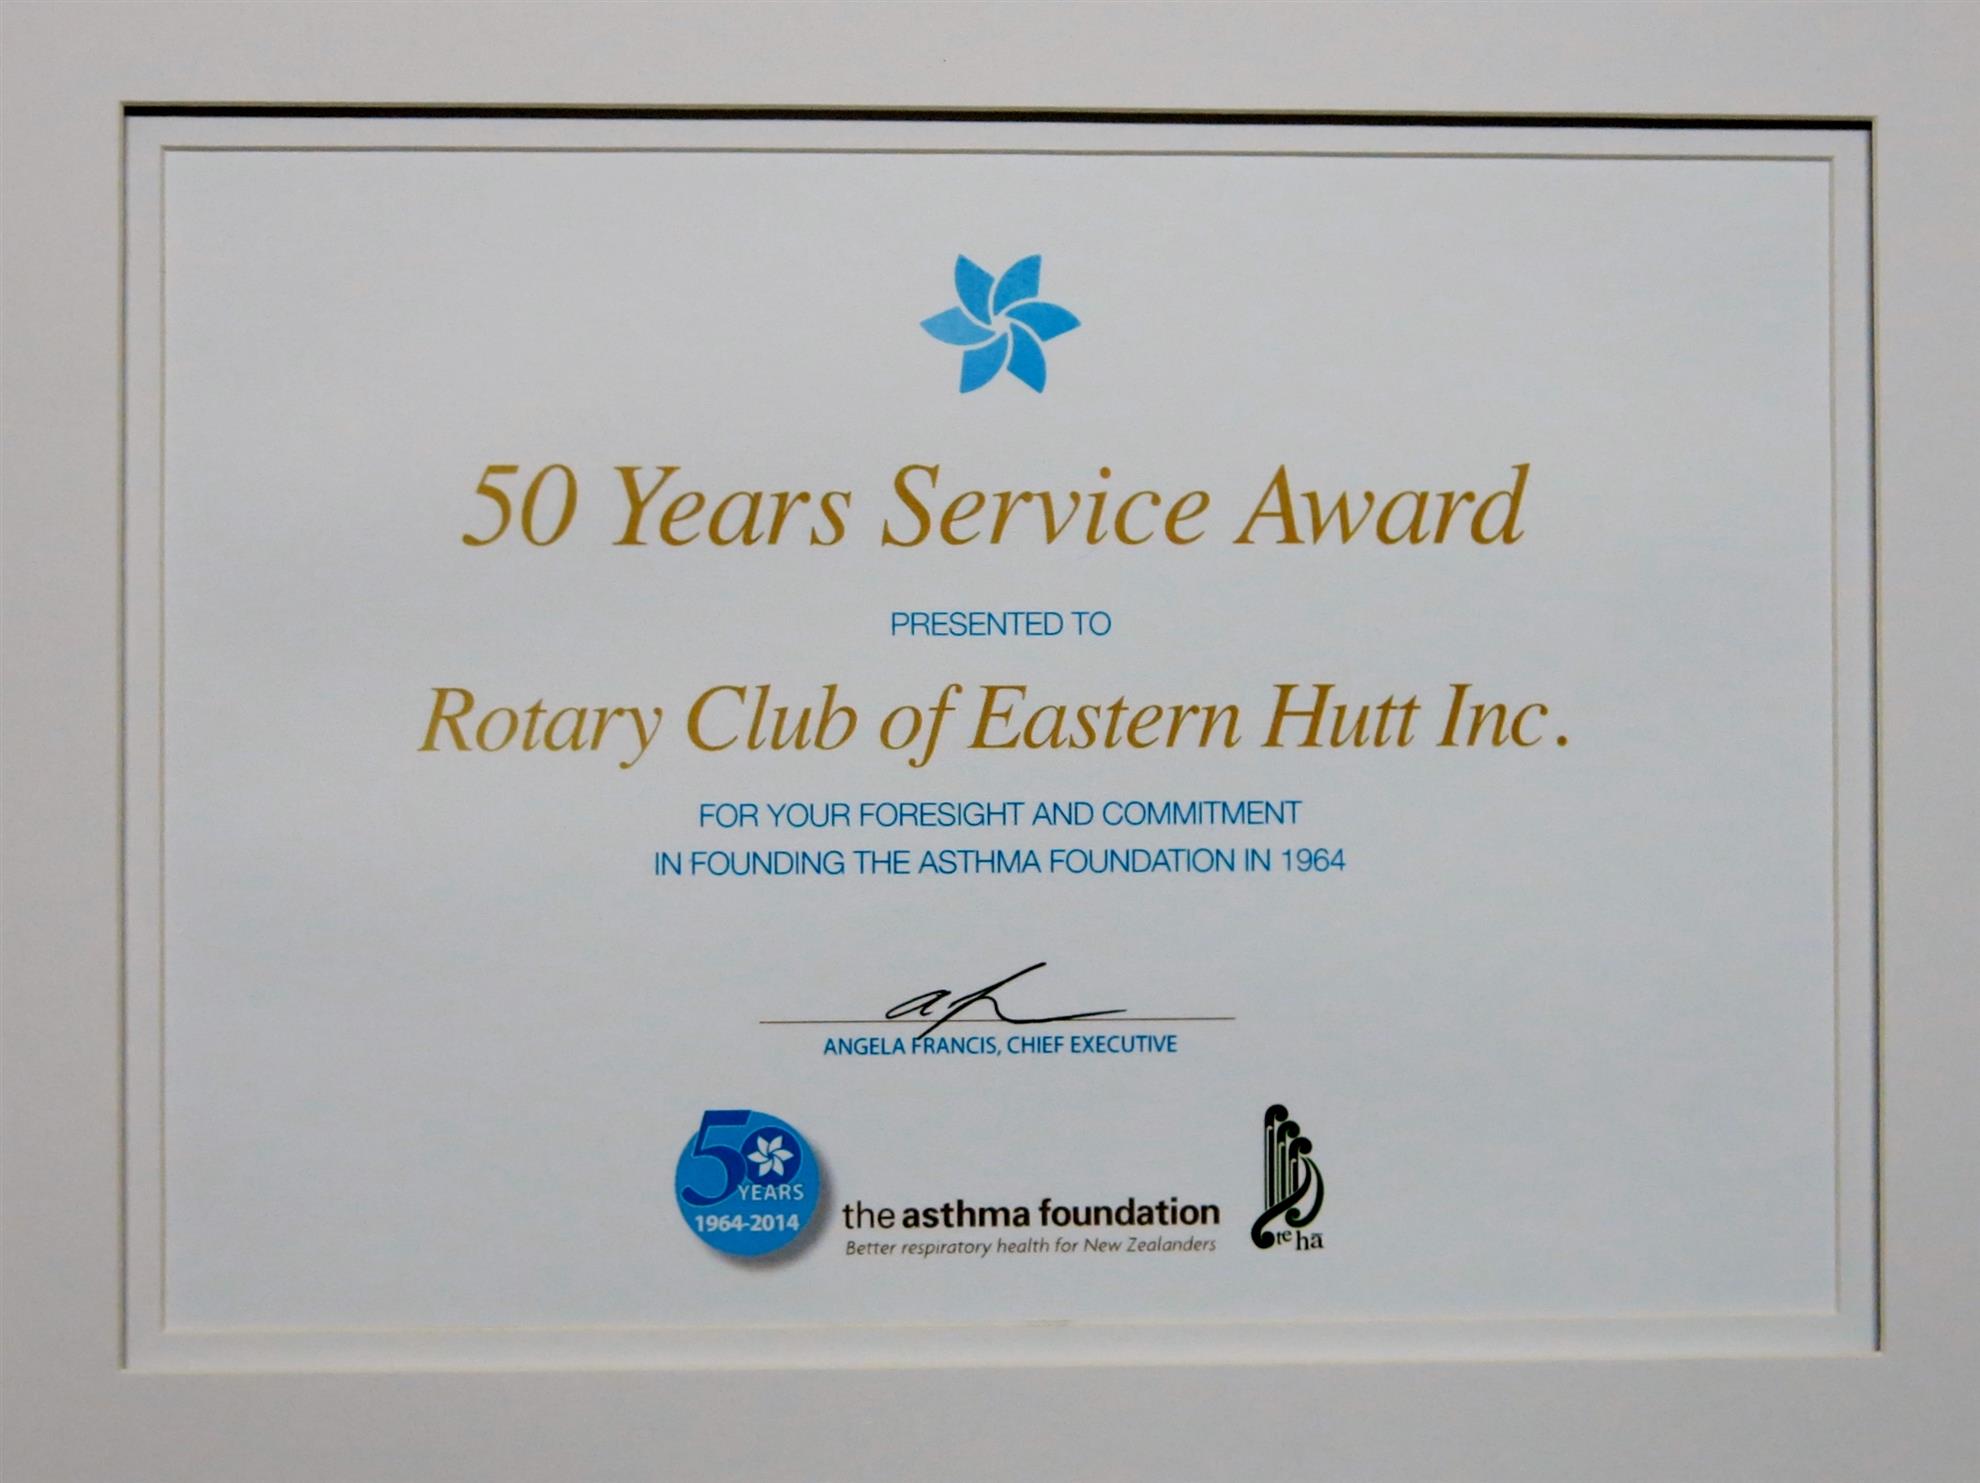 50 Years Service Award
PRESENTED TO
Rotary Club of Eastern Hutt Inc.
FOR YOUR FORESIGHT AND COMMITMENT
IN FOUNDING THE ASTHMA FOUNDATION IN 1964
ANGELA FRANCIS, CHIEF EXECUTIVE
50
YEARS
1964-2014
the asthma foundation
Better respiratory health for New Zealanders
te hā